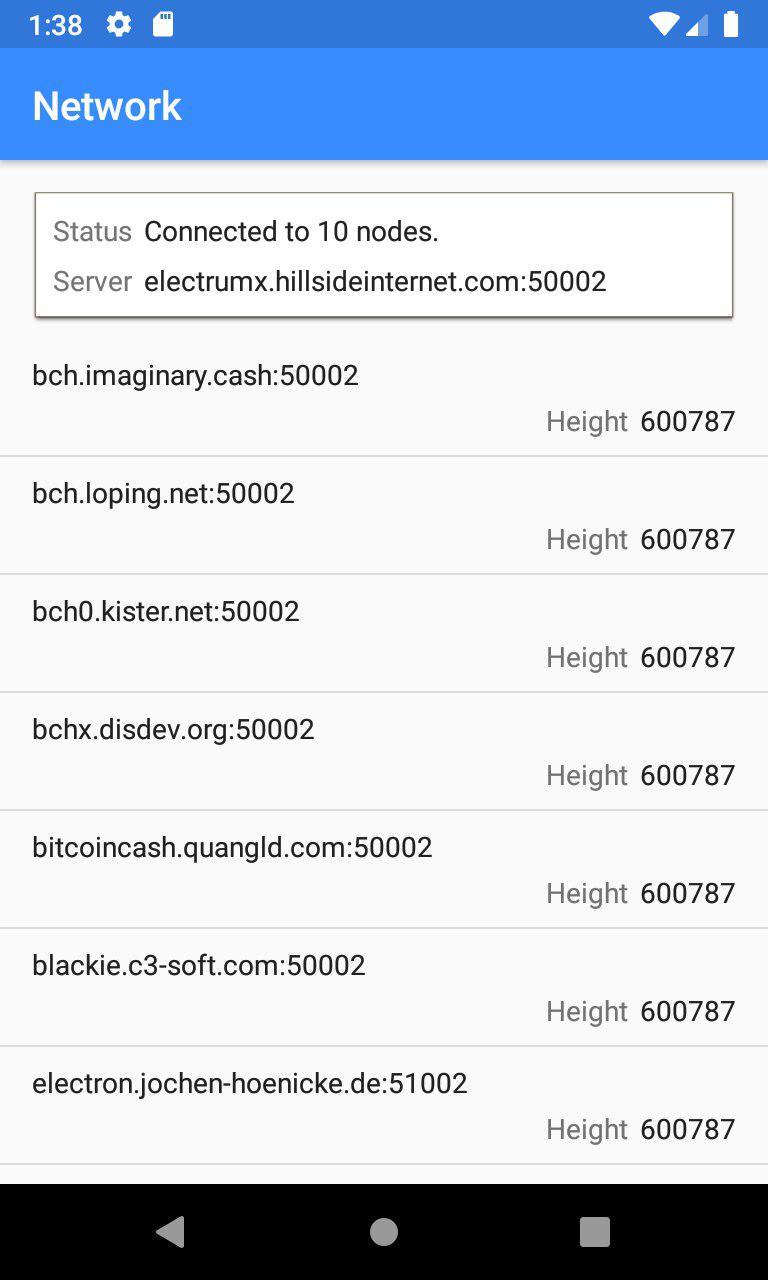 1:38
Network
Status Connected to 10 nodes.
Server electrumx.hillsideinternet.com:50002
bch.imaginary.cash:50002
Height 600787
bch.loping.net:50002
Height 600787
bch0.kister.net:50002
Height 600787
bchx.disdev.org:50002
Height 600787
bitcoincash.quangld.com:50002
Height 600787
blackie.c3-soft.com:50002
Height 600787
electron.jochen-hoenicke.de:51002
Height 600787